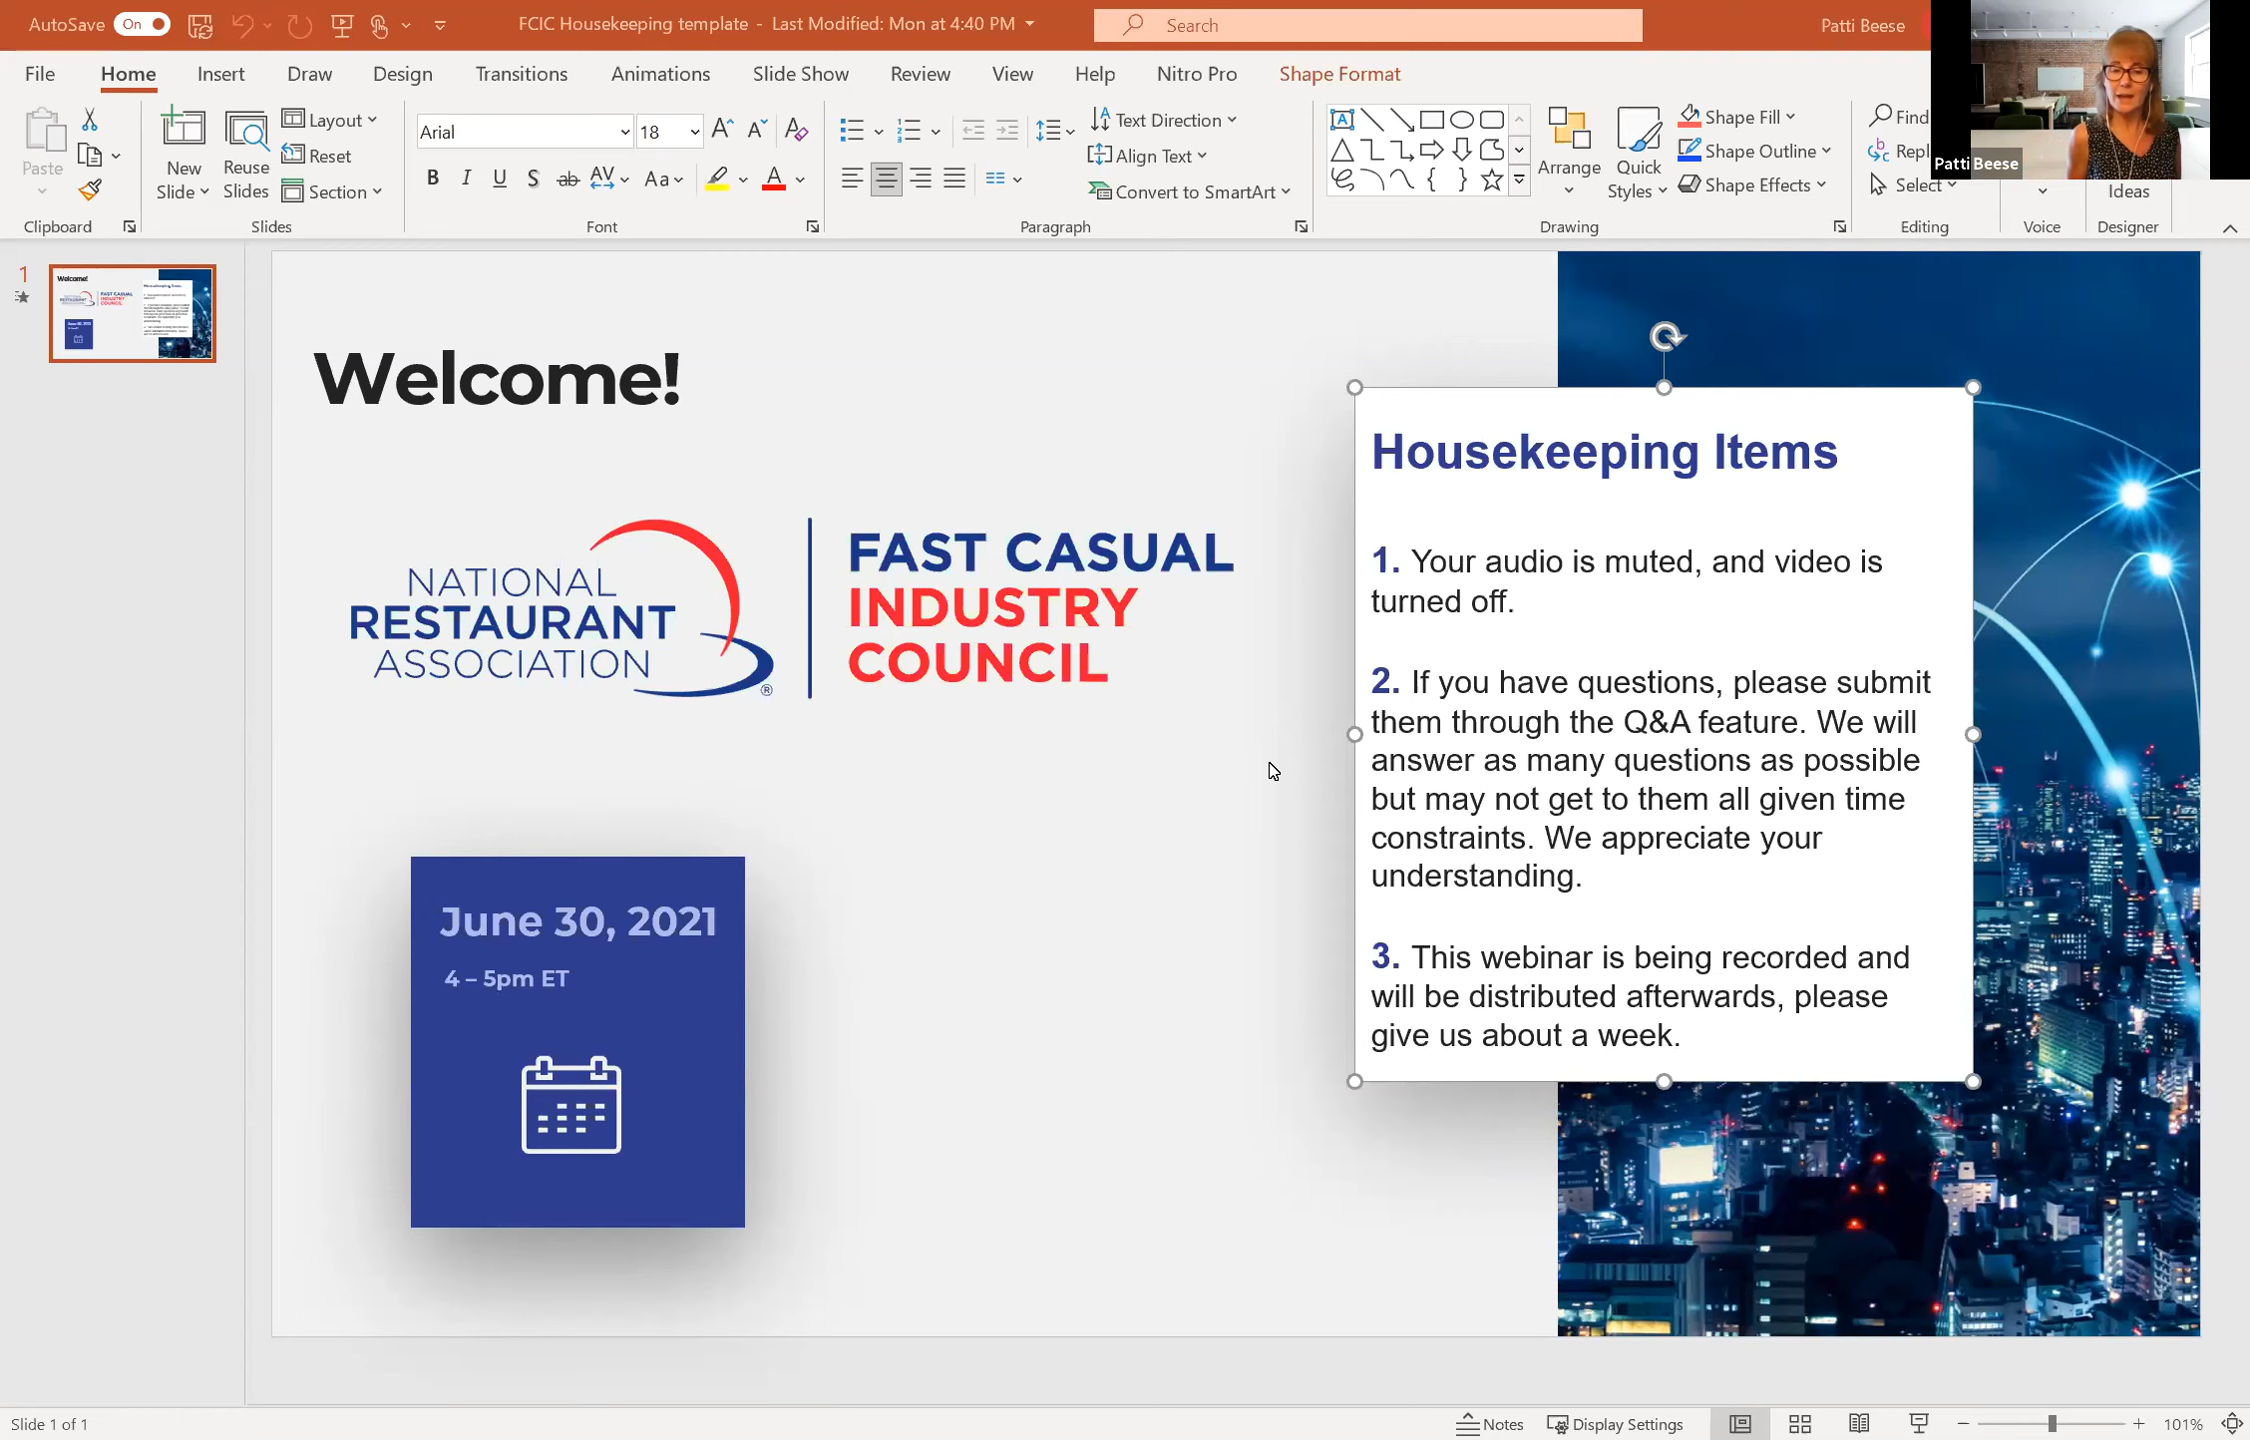 AutoSave On
FCIC Housekeeping template - Last Modified: Mon at 4:40 PM
Search
Patti Beese
File Home Insert Draw Design Transitions Animations Slide Show Review View Help Nitro Pro Shape Format
Paste
New Slide
Reuse Slides
Layout
Reset
Section
Arial 18
B I U S ab AV Aa A
Text Direction
Align Text
Convert to SmartArt
Arrange
Quick Styles
Shape Fill
Shape Outline
Shape Effects
Find
Repl
Select
Ideas
Patti Beese
Clipboard Slides Font Paragraph Drawing Editing Voice Designer
1
Welcome!
NATIONAL
RESTAURANT
ASSOCIATION
®
FAST CASUAL
INDUSTRY
COUNCIL
June 30, 2021
4 – 5pm ET
Housekeeping Items
1. Your audio is muted, and video is
turned off.
2. If you have questions, please submit
them through the Q&A feature. We will
answer as many questions as possible
but may not get to them all given time
constraints. We appreciate your
understanding.
3. This webinar is being recorded and
will be distributed afterwards, please
give us about a week.
Slide 1 of 1
Notes Display Settings 101%